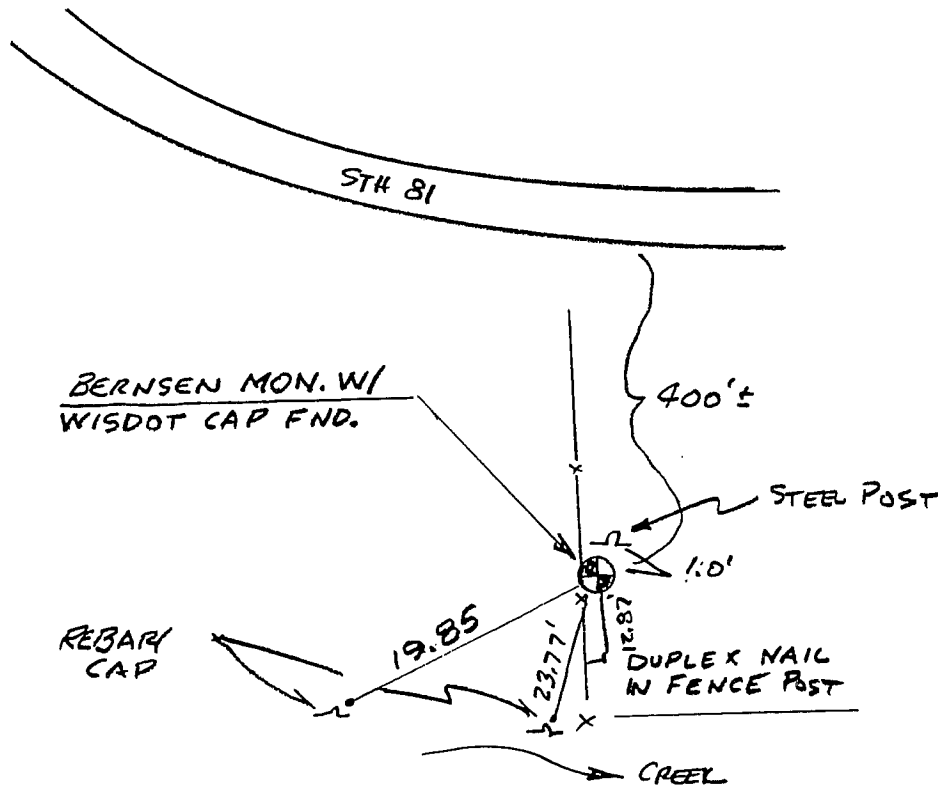 STH 81
BERNSEN MON. W/
WISDOT CAP FND.
400'±
STEEL POST
1.0'
REBAR/
CAP
19.85
23.77'
12.87'
DUPLEX NAIL
IN FENCE POST
CREEK